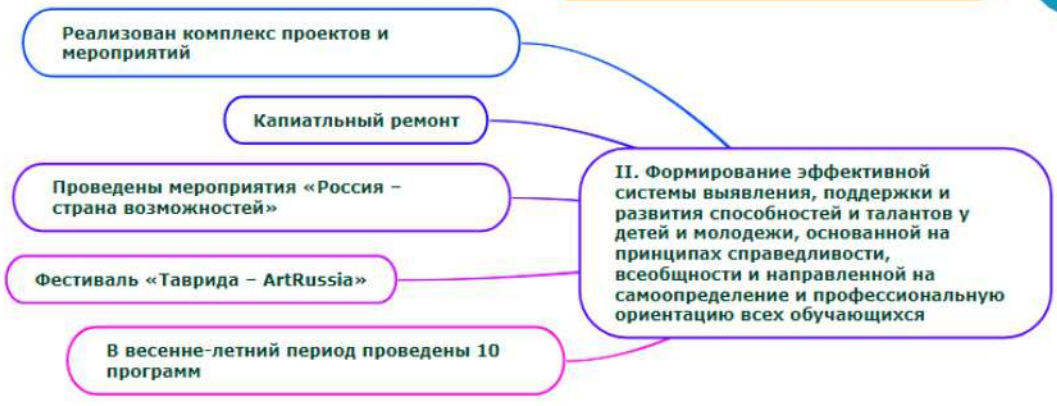 Реализован комплекс проектов и
мероприятий
Капиатльный ремонт
Проведены мероприятия «Россия –
страна возможностей»
Фестиваль «Таврида – ArtRussia»
В весенне-летний период проведены 10
программ
II. Формирование эффективной
системы выявления, поддержки и
развития способностей и талантов у
детей и молодежи, основанной на
принципах справедливости,
всеобщности и направленной на
самоопределение и профессиональную
ориентацию всех обучающихся